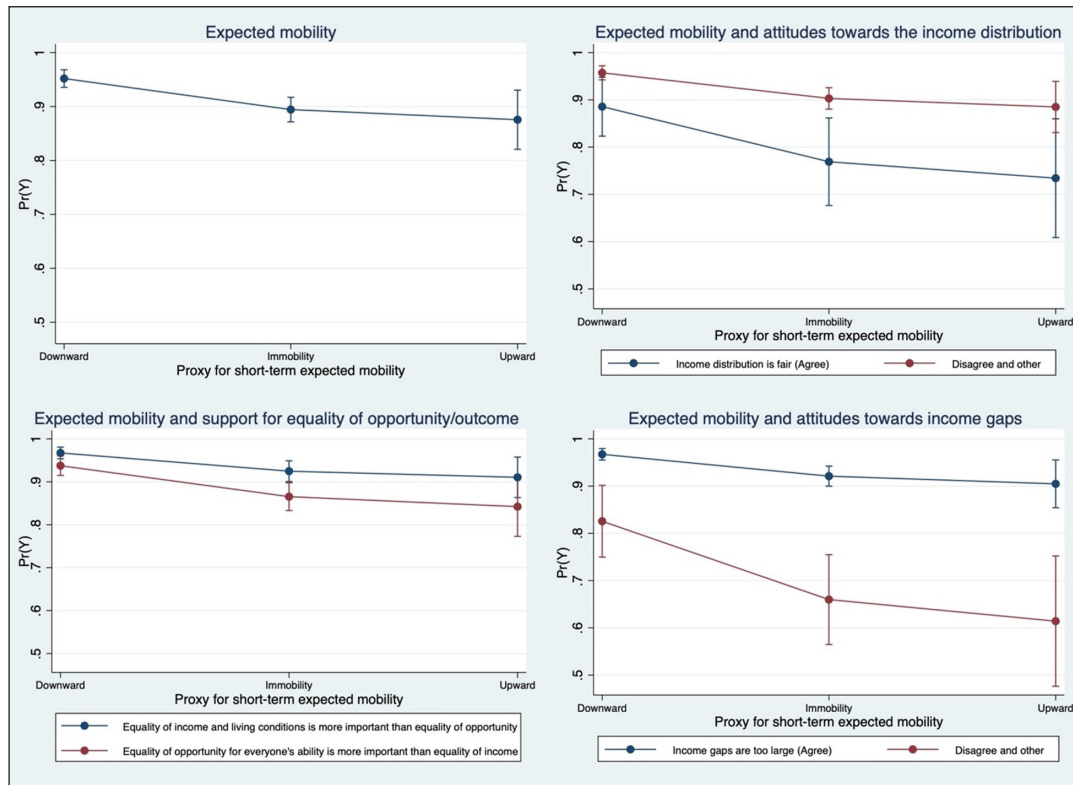 Expected mobility
Pr(Y)
1
.9
.8
.7
.6
.5
Downward
Immobility
Upward
Proxy for short-term expected mobility
Expected mobility and attitudes towards the income distribution
Pr(Y)
1
.9
.8
.7
.6
.5
Downward
Immobility
Upward
Proxy for short-term expected mobility
Income distribution is fair (Agree)
Disagree and other
Expected mobility and support for equality of opportunity/outcome
Pr(Y)
1
.9
.8
.7
.6
.5
Downward
Immobility
Upward
Proxy for short-term expected mobility
Equality of income and living conditions is more important than equality of opportunity
Equality of opportunity for everyone's ability is more important than equality of income
Expected mobility and attitudes towards income gaps
Pr(Y)
1
.9
.8
.7
.6
.5
Downward
Immobility
Upward
Proxy for short-term expected mobility
Income gaps are too large (Agree)
Disagree and other